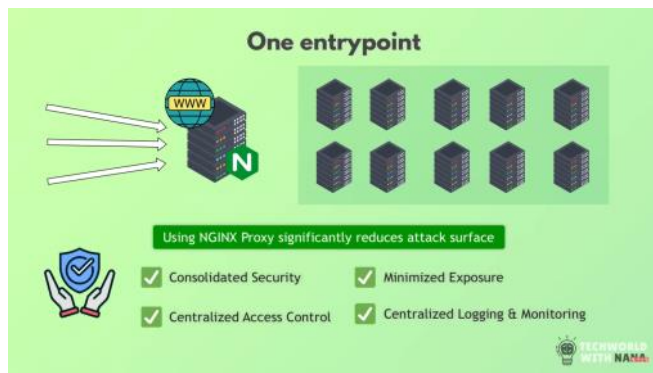 One entrypoint
WWW
N
Using NGINX Proxy significantly reduces attack surface
Consolidated Security
Minimized Exposure
Centralized Access Control
Centralized Logging & Monitoring
TECHWORLD
WITH NANA